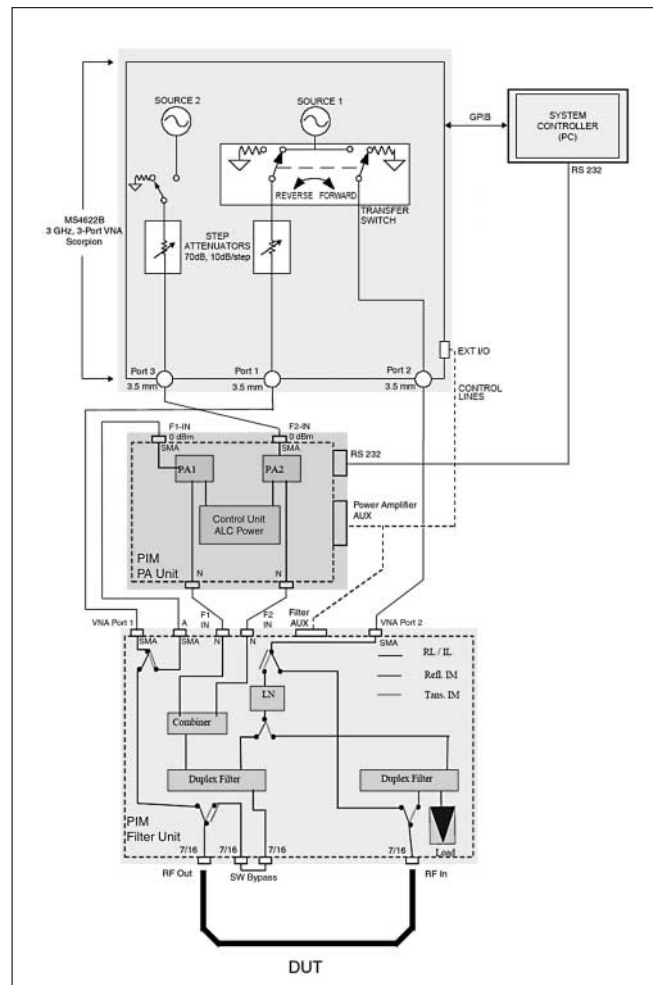 SOURCE 2
SOURCE 1
GPIB
SYSTEM
CONTROLLER
(PC)
RS 232
REVERSE FORWARD
TRANSFER
SWITCH
MS4622B
3 GHz, 3-Port VNA
Scorpion
STEP
ATTENUATORS
70dB, 10dB/step
EXT I/O
Port 3
Port 1
Port 2
3.5 mm
3.5 mm
3.5 mm
CONTROL
LINES
F1-IN
0 dBm
F2-IN
0 dBm
SMA
SMA
RS 232
PA1
PA2
Control Unit
ALC Power
Power Amplifier
AUX
PIM
PA Unit
N
N
VNA Port 1
A
F1
IN
F2
IN
Filter
AUX
VNA Port 2
SMA
SMA
N
N
SMA
RL / IL
Refl. IM
Tans. IM
LN
Combiner
Duplex Filter
Duplex Filter
PIM
Filter Unit
Load
7/16
7/16
7/16
7/16
RF Out
SW Bypass
RF In
DUT